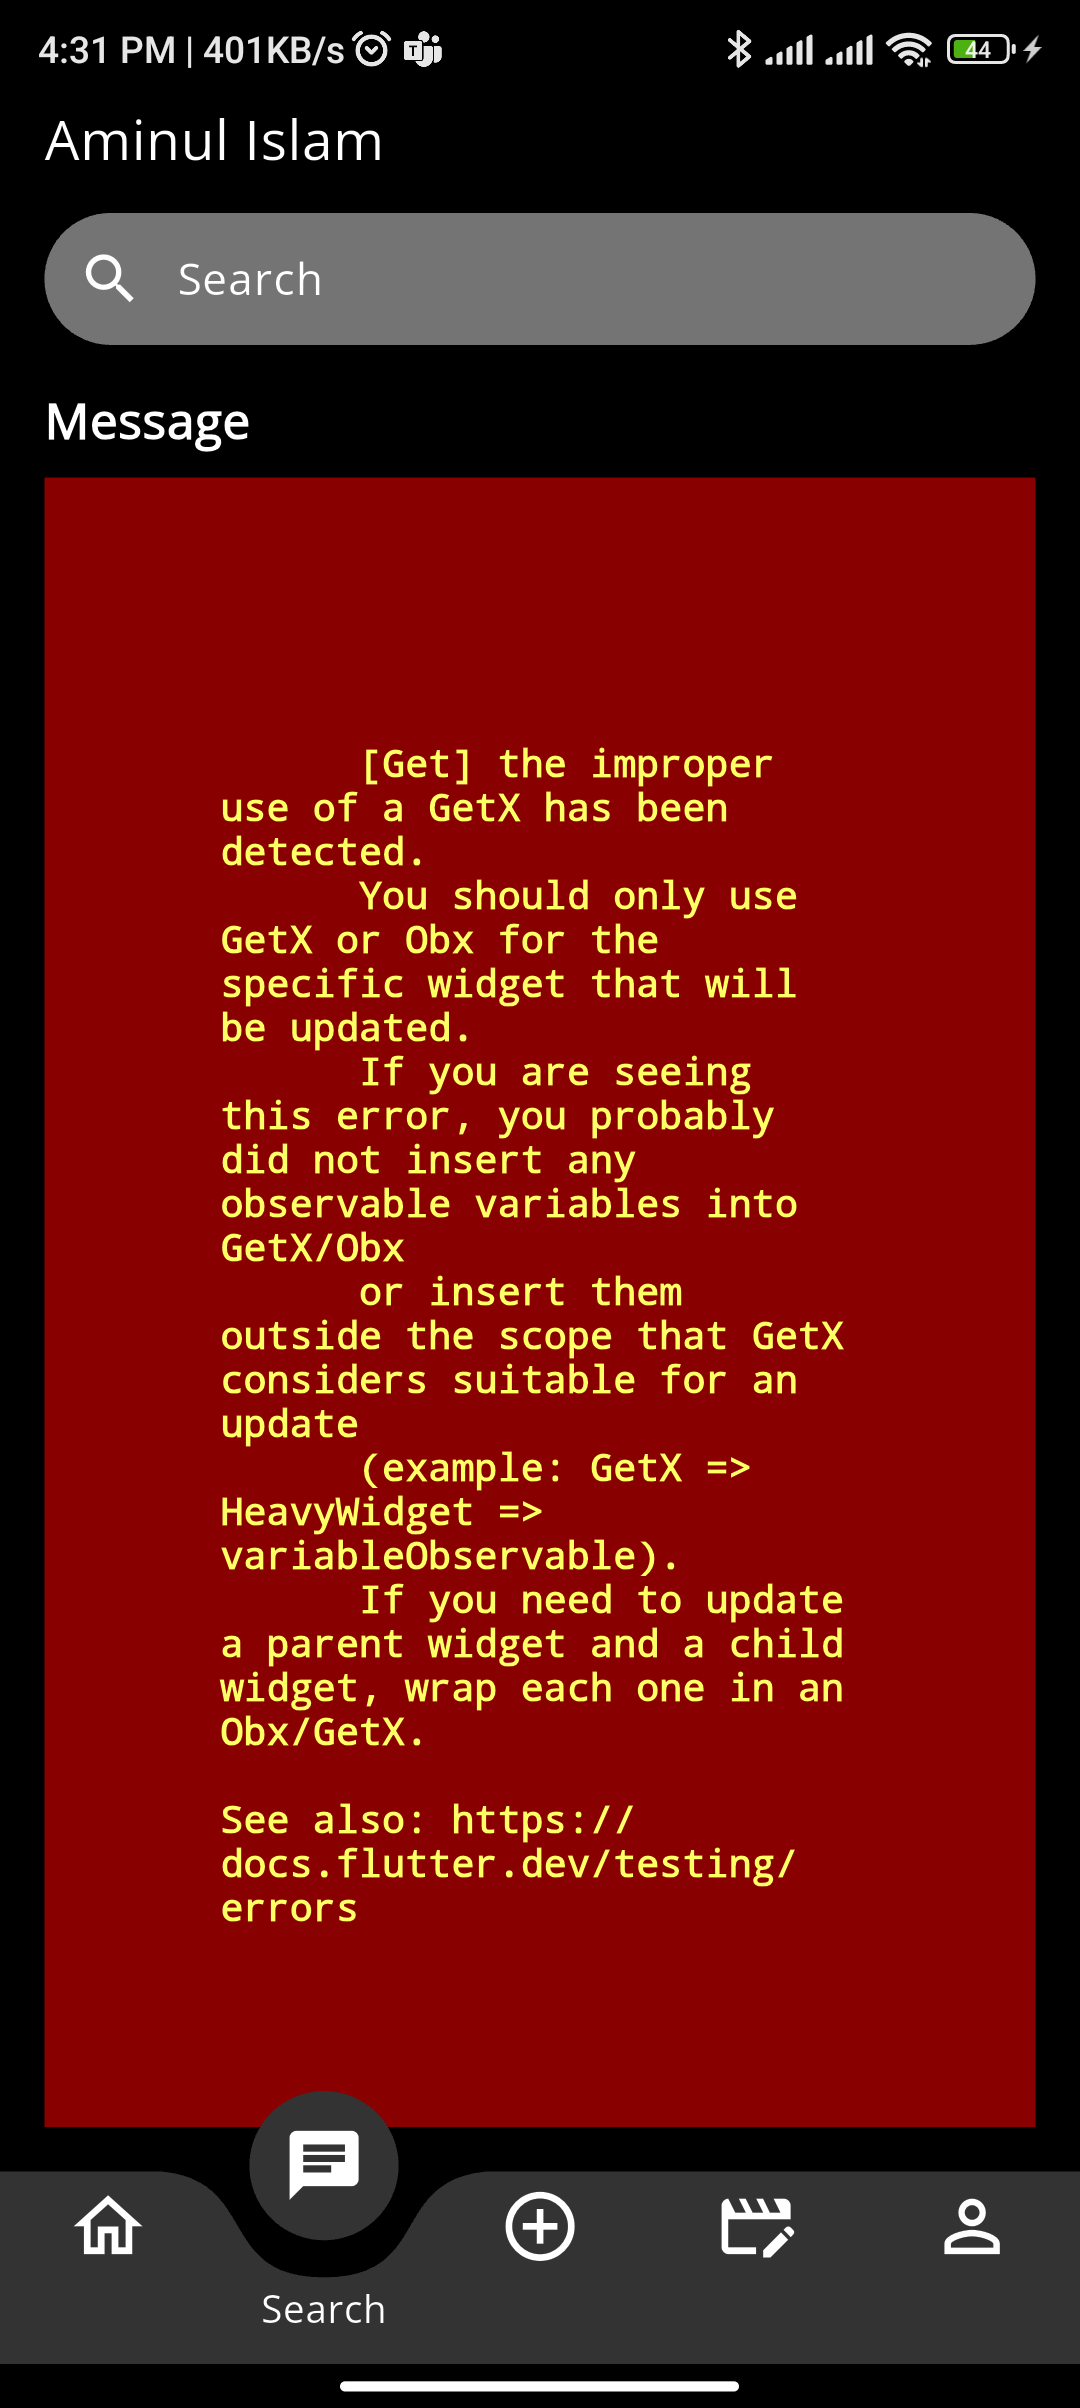 4:31 PM | 401KB/s
44
Aminul Islam
Search
Message
[Get] the improper
use of a GetX has been
detected.
You should only use
GetX or Obx for the
specific widget that will
be updated.
If you are seeing
this error, you probably
did not insert any
observable variables into
GetX/Obx
or insert them
outside the scope that GetX
considers suitable for an
update
(example: GetX =>
HeavyWidget =>
variableObservable).
If you need to update
a parent widget and a child
widget, wrap each one in an
Obx/GetX.
See also: https://
docs.flutter.dev/testing/
errors
Search